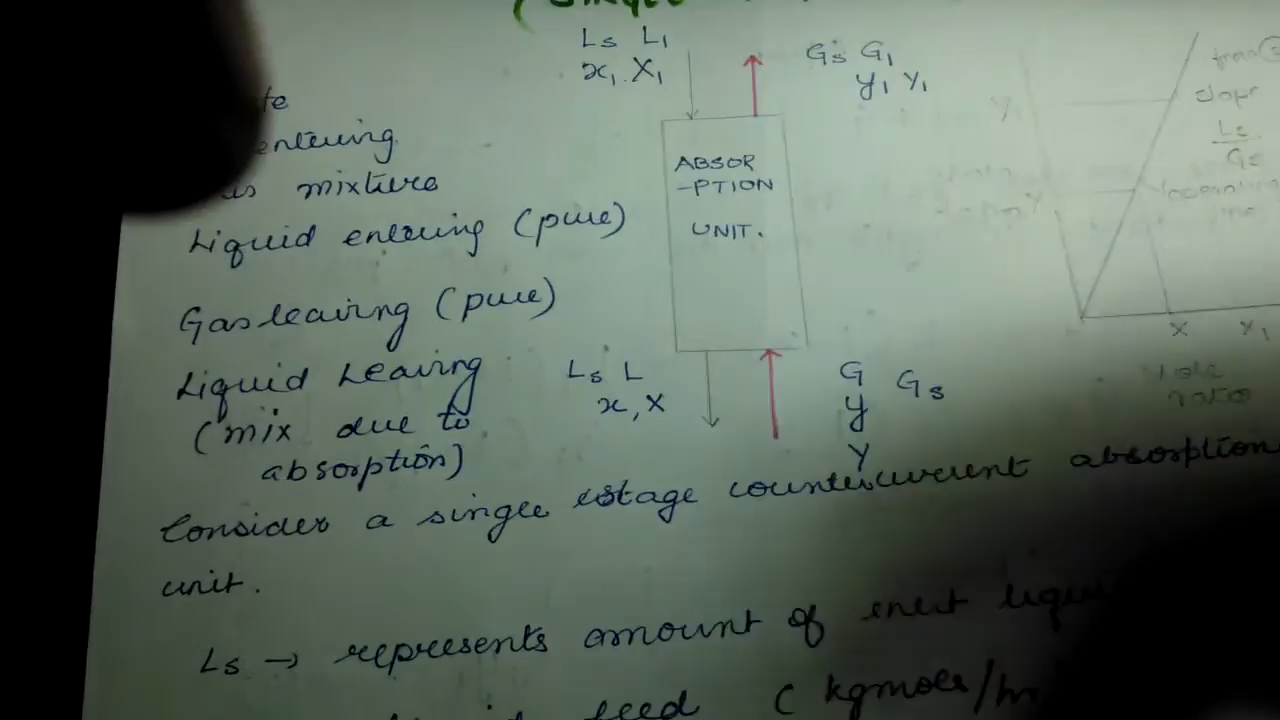 (Single
Ls L1
x1, X1
Gs G1
y1 Y1
entering
mixture
Liquid entering (pure)
Gas leaving (pure)
Liquid Leaving
(mix due to
absorption)
ABSOR
-PTION
UNIT.
Ls L
x, X
G Gs
y
Y
slope
Ls
Gs
X X1
Consider a single stage countercurrent absorption
unit.
Ls → represents amount of inert
feed (kgmoles/hr